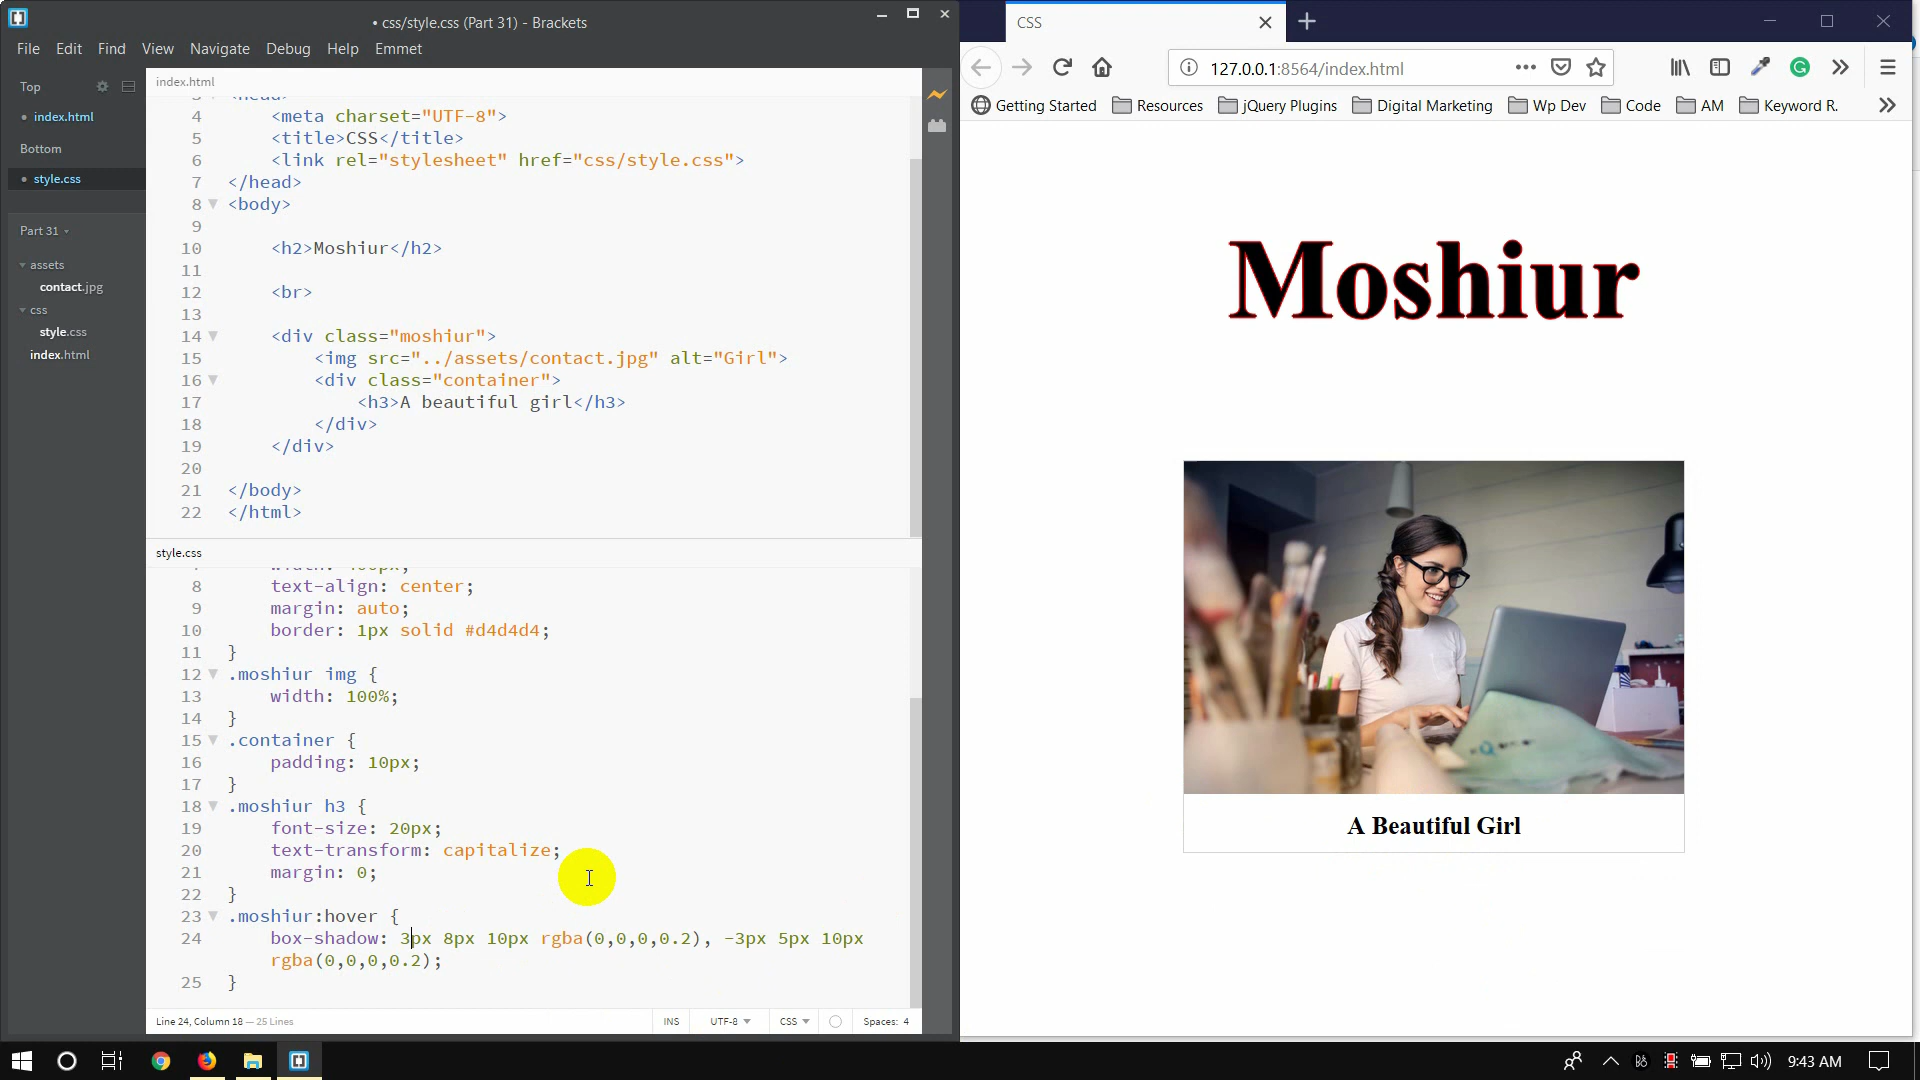 • css/style.css (Part 31) - Brackets
File Edit Find View Navigate Debug Help Emmet
Top
• index.html
Bottom
• style.css
Part 31
assets
contact.jpg
css
style.css
index.html
index.html
4 <meta charset="UTF-8">
5 <title>CSS</title>
6 <link rel="stylesheet" href="css/style.css">
7 </head>
8 <body>
9
10 <h2>Moshiur</h2>
11
12 <br>
13
14 <div class="moshiur">
15 <img src="../assets/contact.jpg" alt="Girl">
16 <div class="container">
17 <h3>A beautiful girl</h3>
18 </div>
19 </div>
20
21 </body>
22 </html>
style.css
8 text-align: center;
9 margin: auto;
10 border: 1px solid #d4d4d4;
11 }
12 .moshiur img {
13 width: 100%;
14 }
15 .container {
16 padding: 10px;
17 }
18 .moshiur h3 {
19 font-size: 20px;
20 text-transform: capitalize;
21 margin: 0;
22 }
23 .moshiur:hover {
24 box-shadow: 3px 8px 10px rgba(0,0,0,0.2), -3px 5px 10px
rgba(0,0,0,0.2);
25 }
Line 24, Column 18 — 25 Lines
INS UTF-8 CSS Spaces: 4
CSS
127.0.0.1:8564/index.html
Getting Started Resources jQuery Plugins Digital Marketing Wp Dev Code AM Keyword R.
Moshiur
A Beautiful Girl
9:43 AM